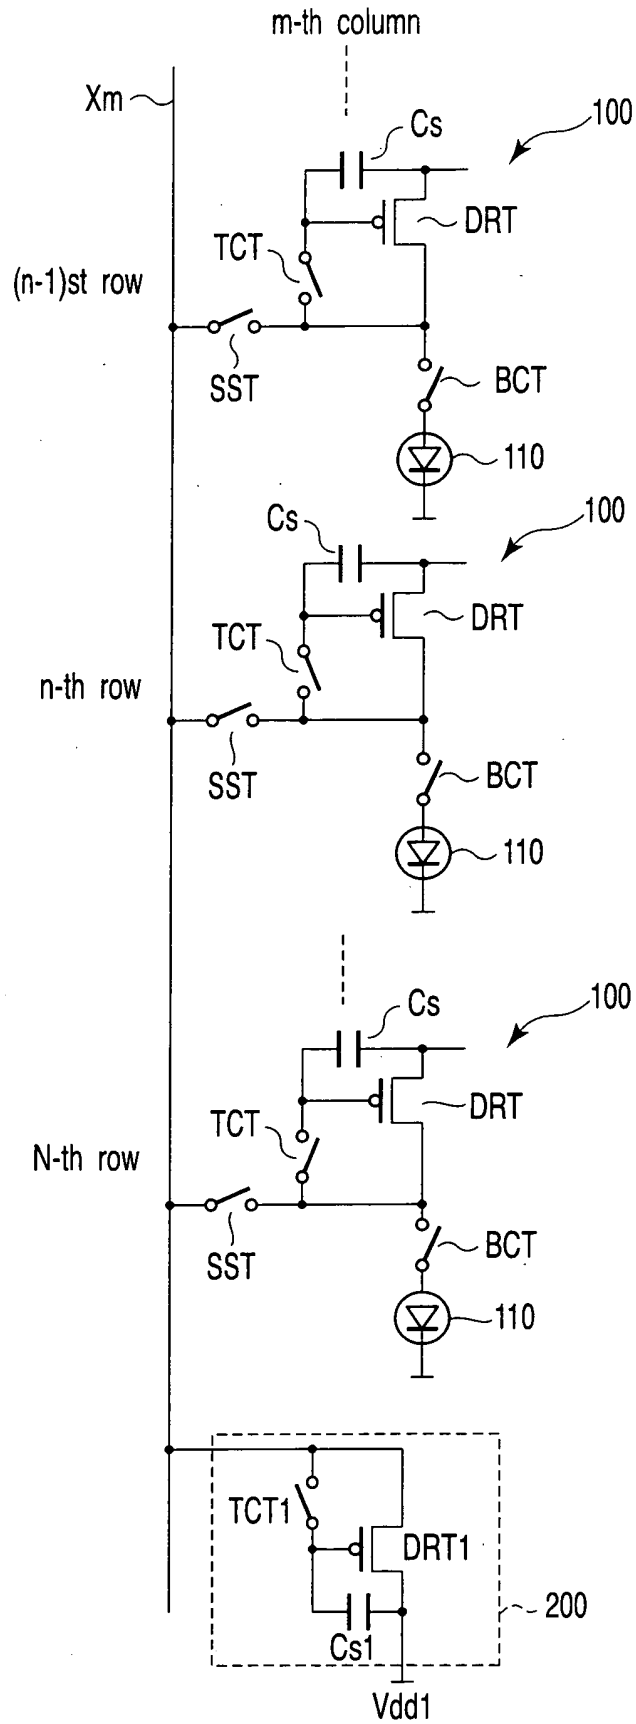 m-th column
Xm
Cs
100
DRT
TCT
(n-1)st row
SST
BCT
110
Cs
100
DRT
TCT
n-th row
SST
BCT
110
Cs
100
DRT
TCT
N-th row
SST
BCT
110
TCT1
DRT1
200
Cs1
Vdd1